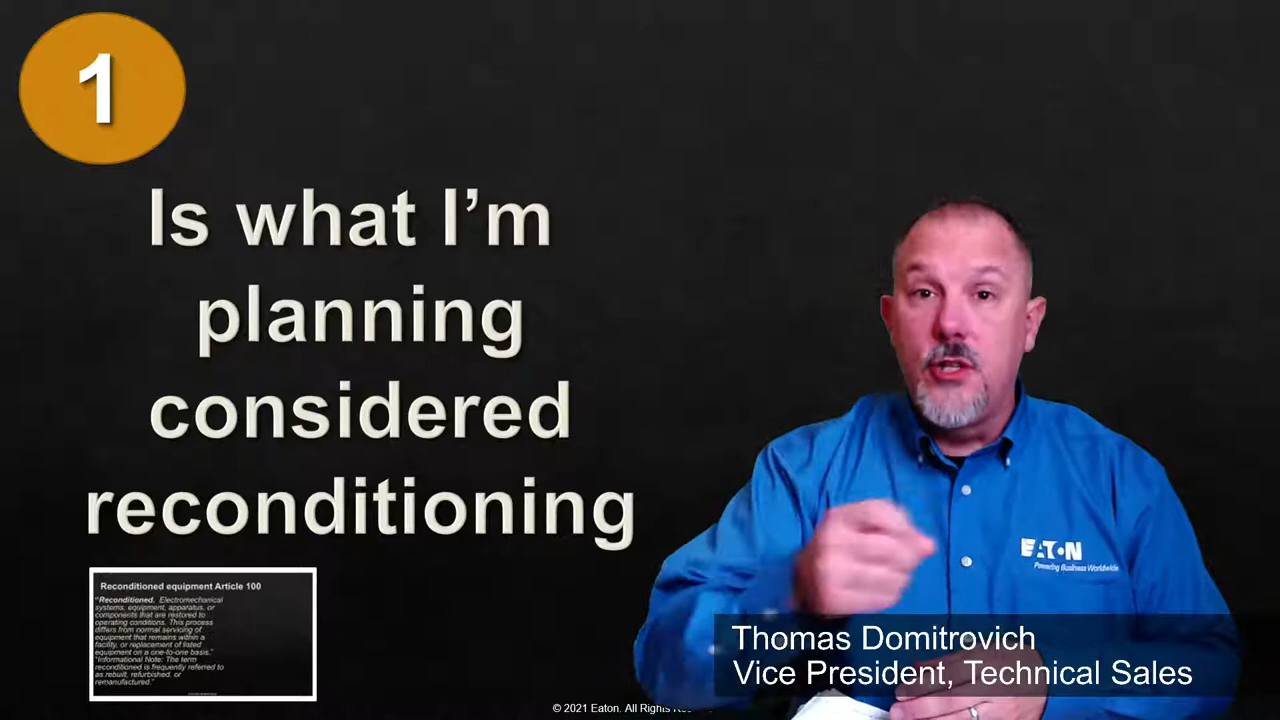 1
Is what I’m
planning
considered
reconditioning
Reconditioned equipment Article 100
"Reconditioned. Electromechanical
systems, equipment, apparatus, or
components that are restored to
operating conditions. This process
differs from normal servicing of
equipment that remains within a
facility, or replacement of listed
equipment on a one-to-one basis."
"Informational Note: The term
reconditioned is frequently referred to
as rebuilt, refurbished, or
remanufactured."
EATON
Powering Business Worldwide
Thomas Domitrovich
Vice President, Technical Sales
© 2021 Eaton. All Rights